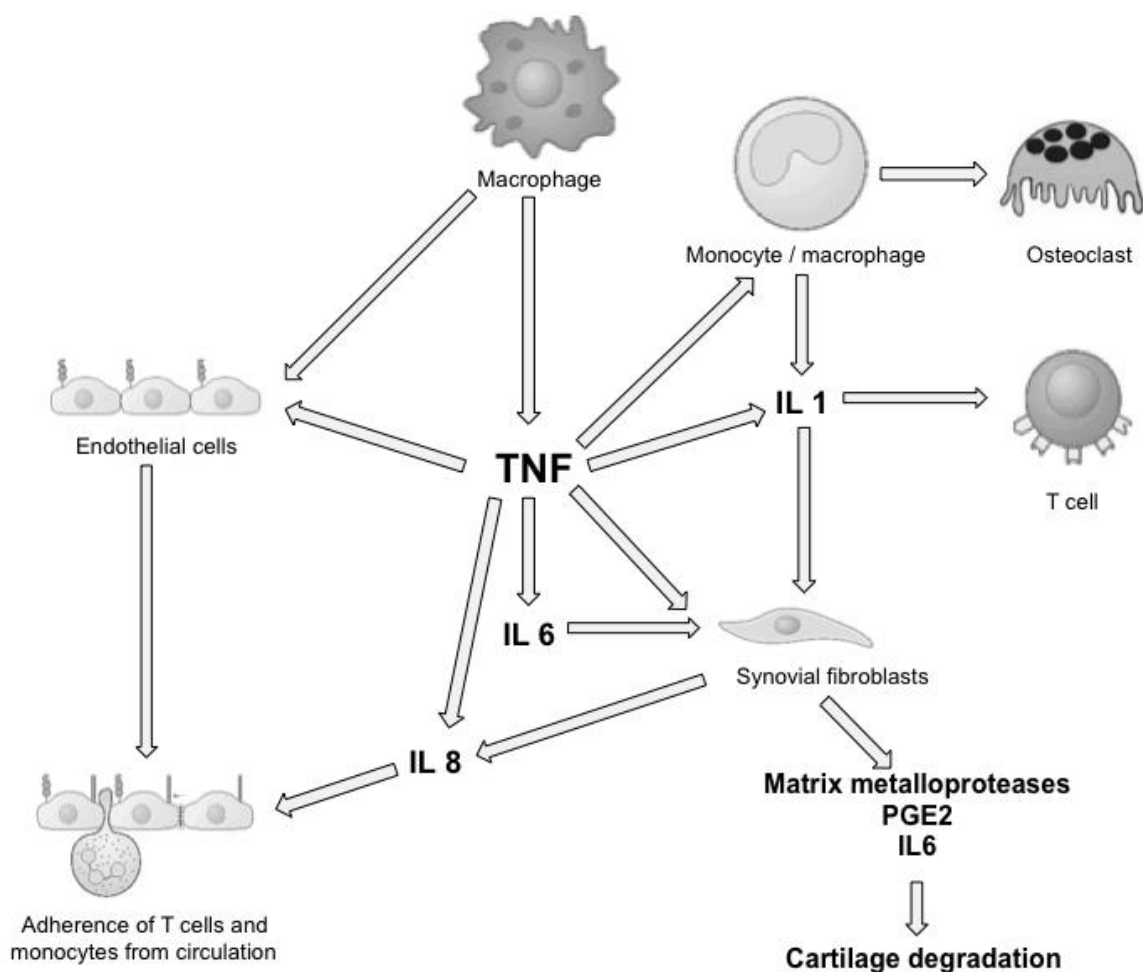 Macrophage
Monocyte / macrophage
Osteoclast
IL 1
Endothelial cells
TNF
T cell
IL 6
Synovial fibroblasts
IL 8
Matrix metalloproteases
PGE2
IL6
Adherence of T cells and
monocytes from circulation
Cartilage degradation